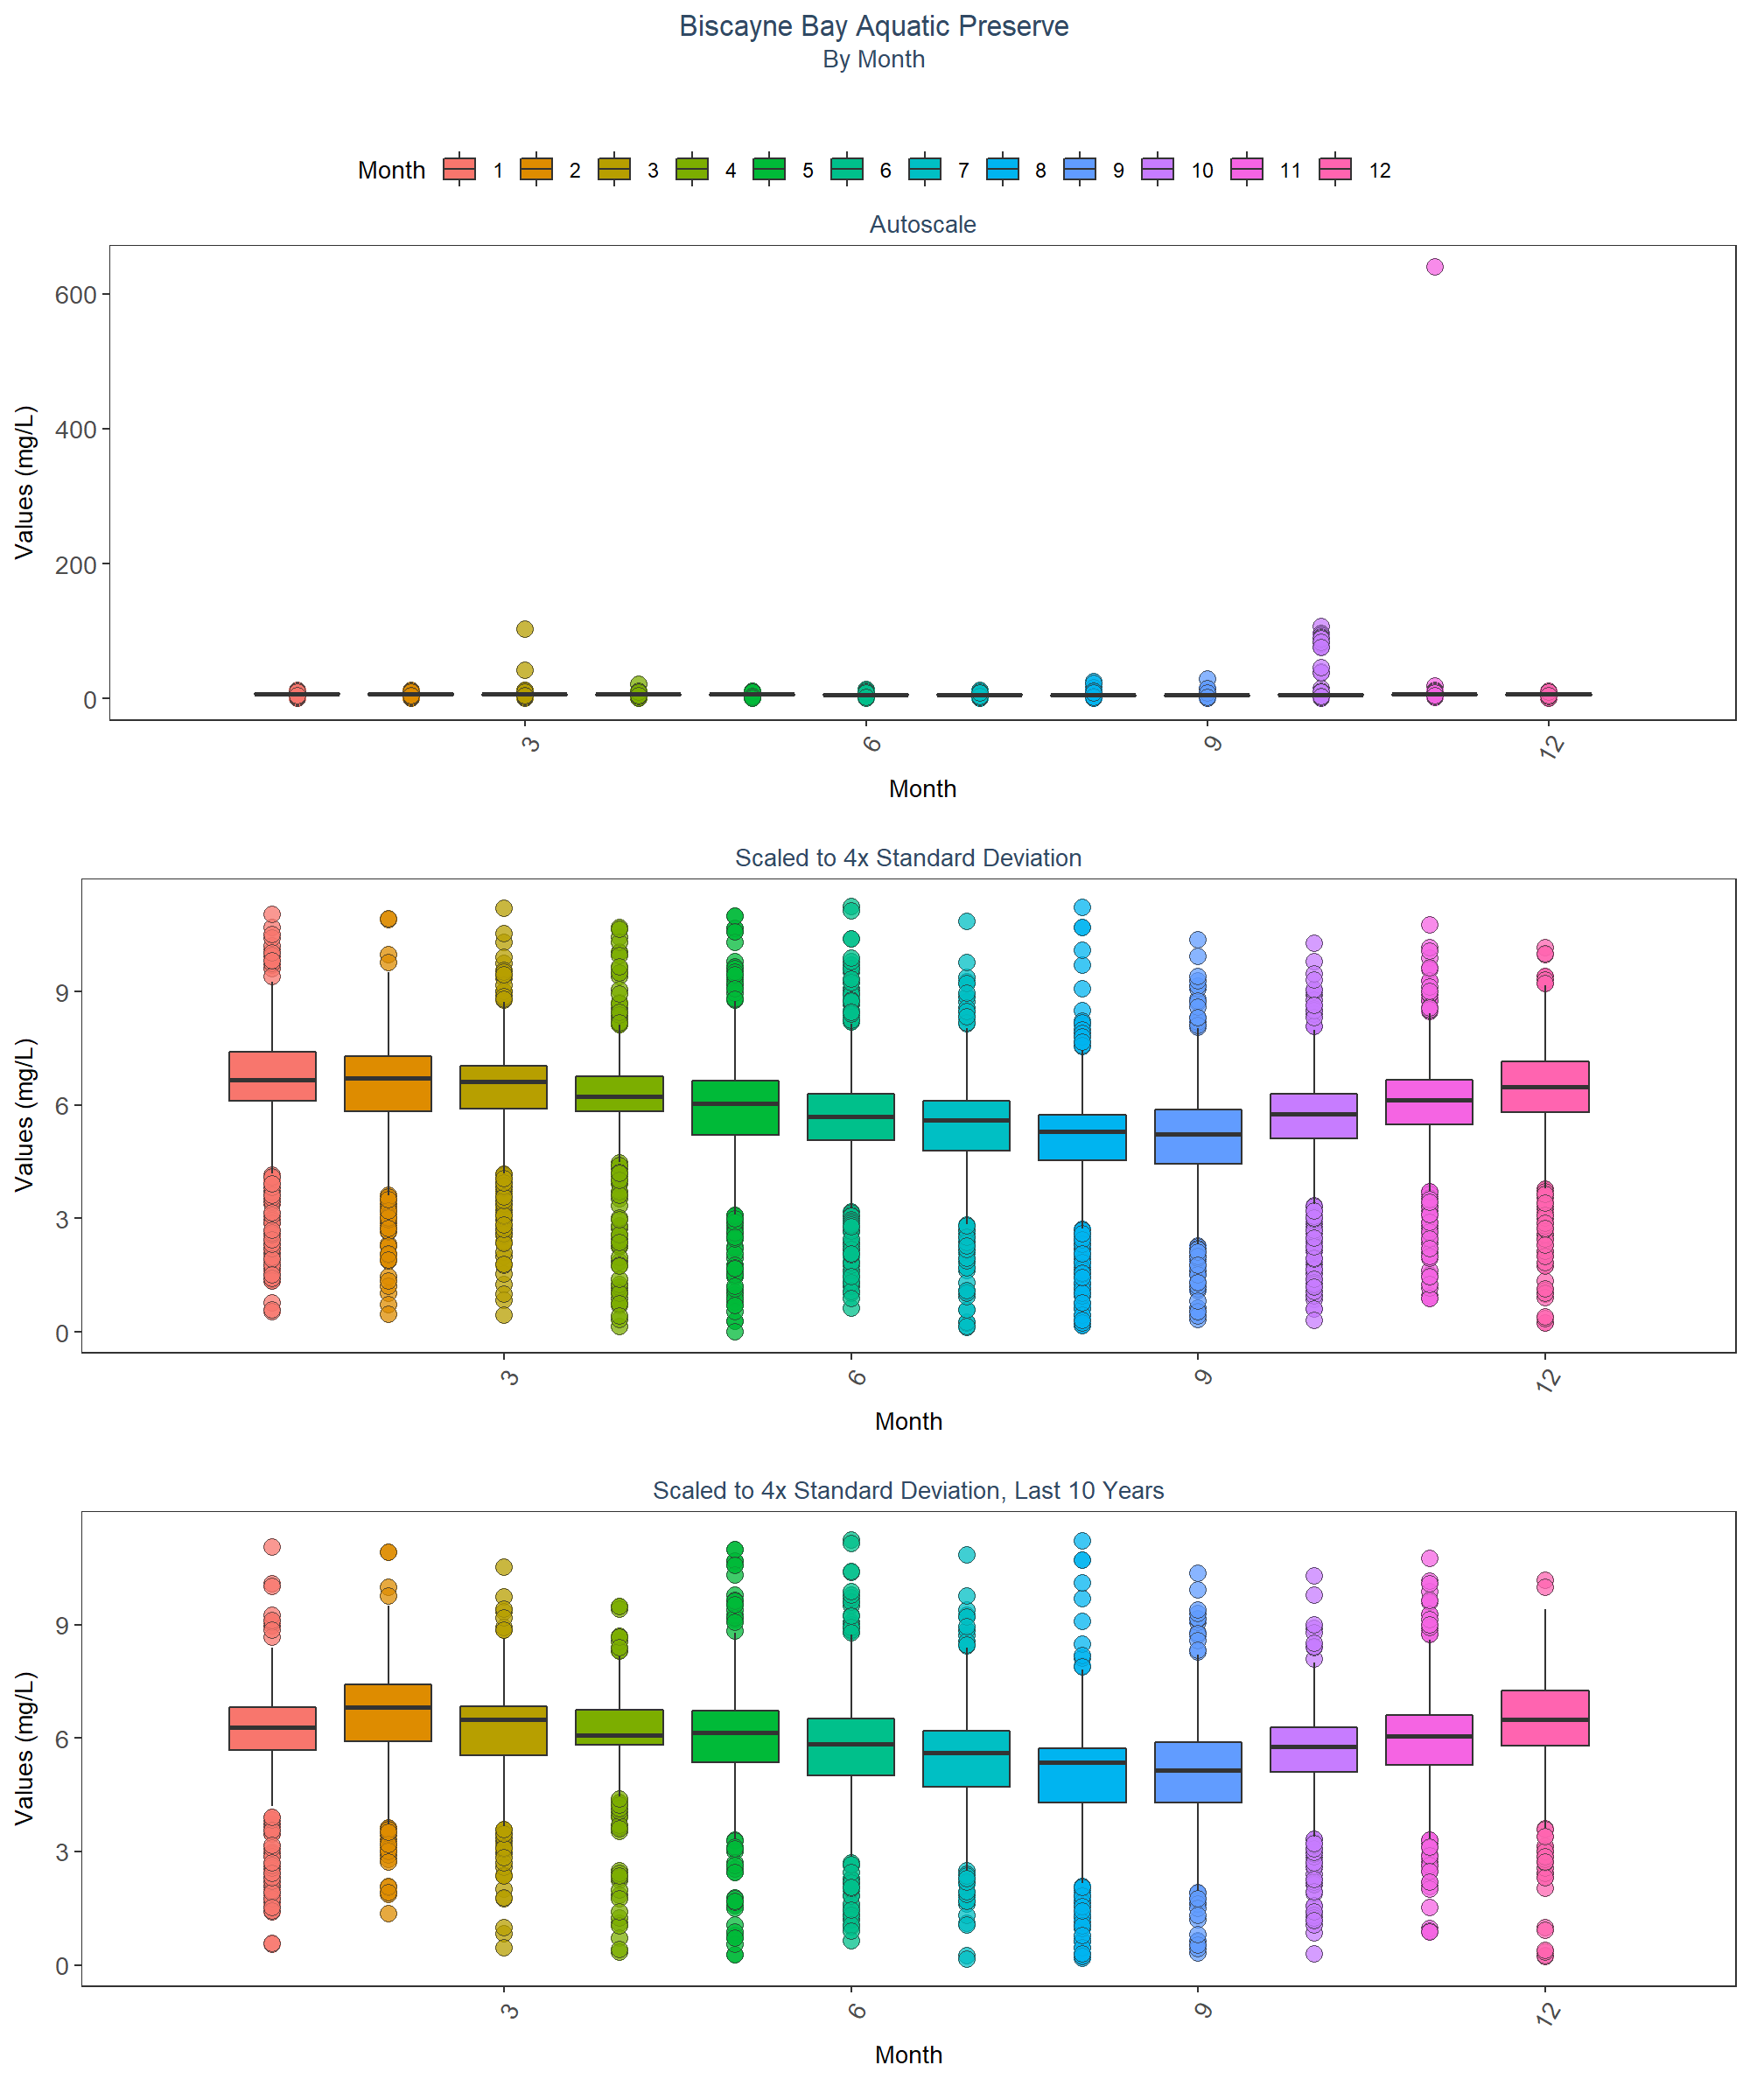 Biscayne Bay Aquatic Preserve
By Month
Month 1 2 3 4 5 6 7 8 9 10 11 12
Autoscale
Values (mg/L)
600
400
200
0
3 6 9 12
Month
Scaled to 4x Standard Deviation
Values (mg/L)
9
6
3
0
3 6 9 12
Month
Scaled to 4x Standard Deviation, Last 10 Years
Values (mg/L)
9
6
3
0
3 6 9 12
Month